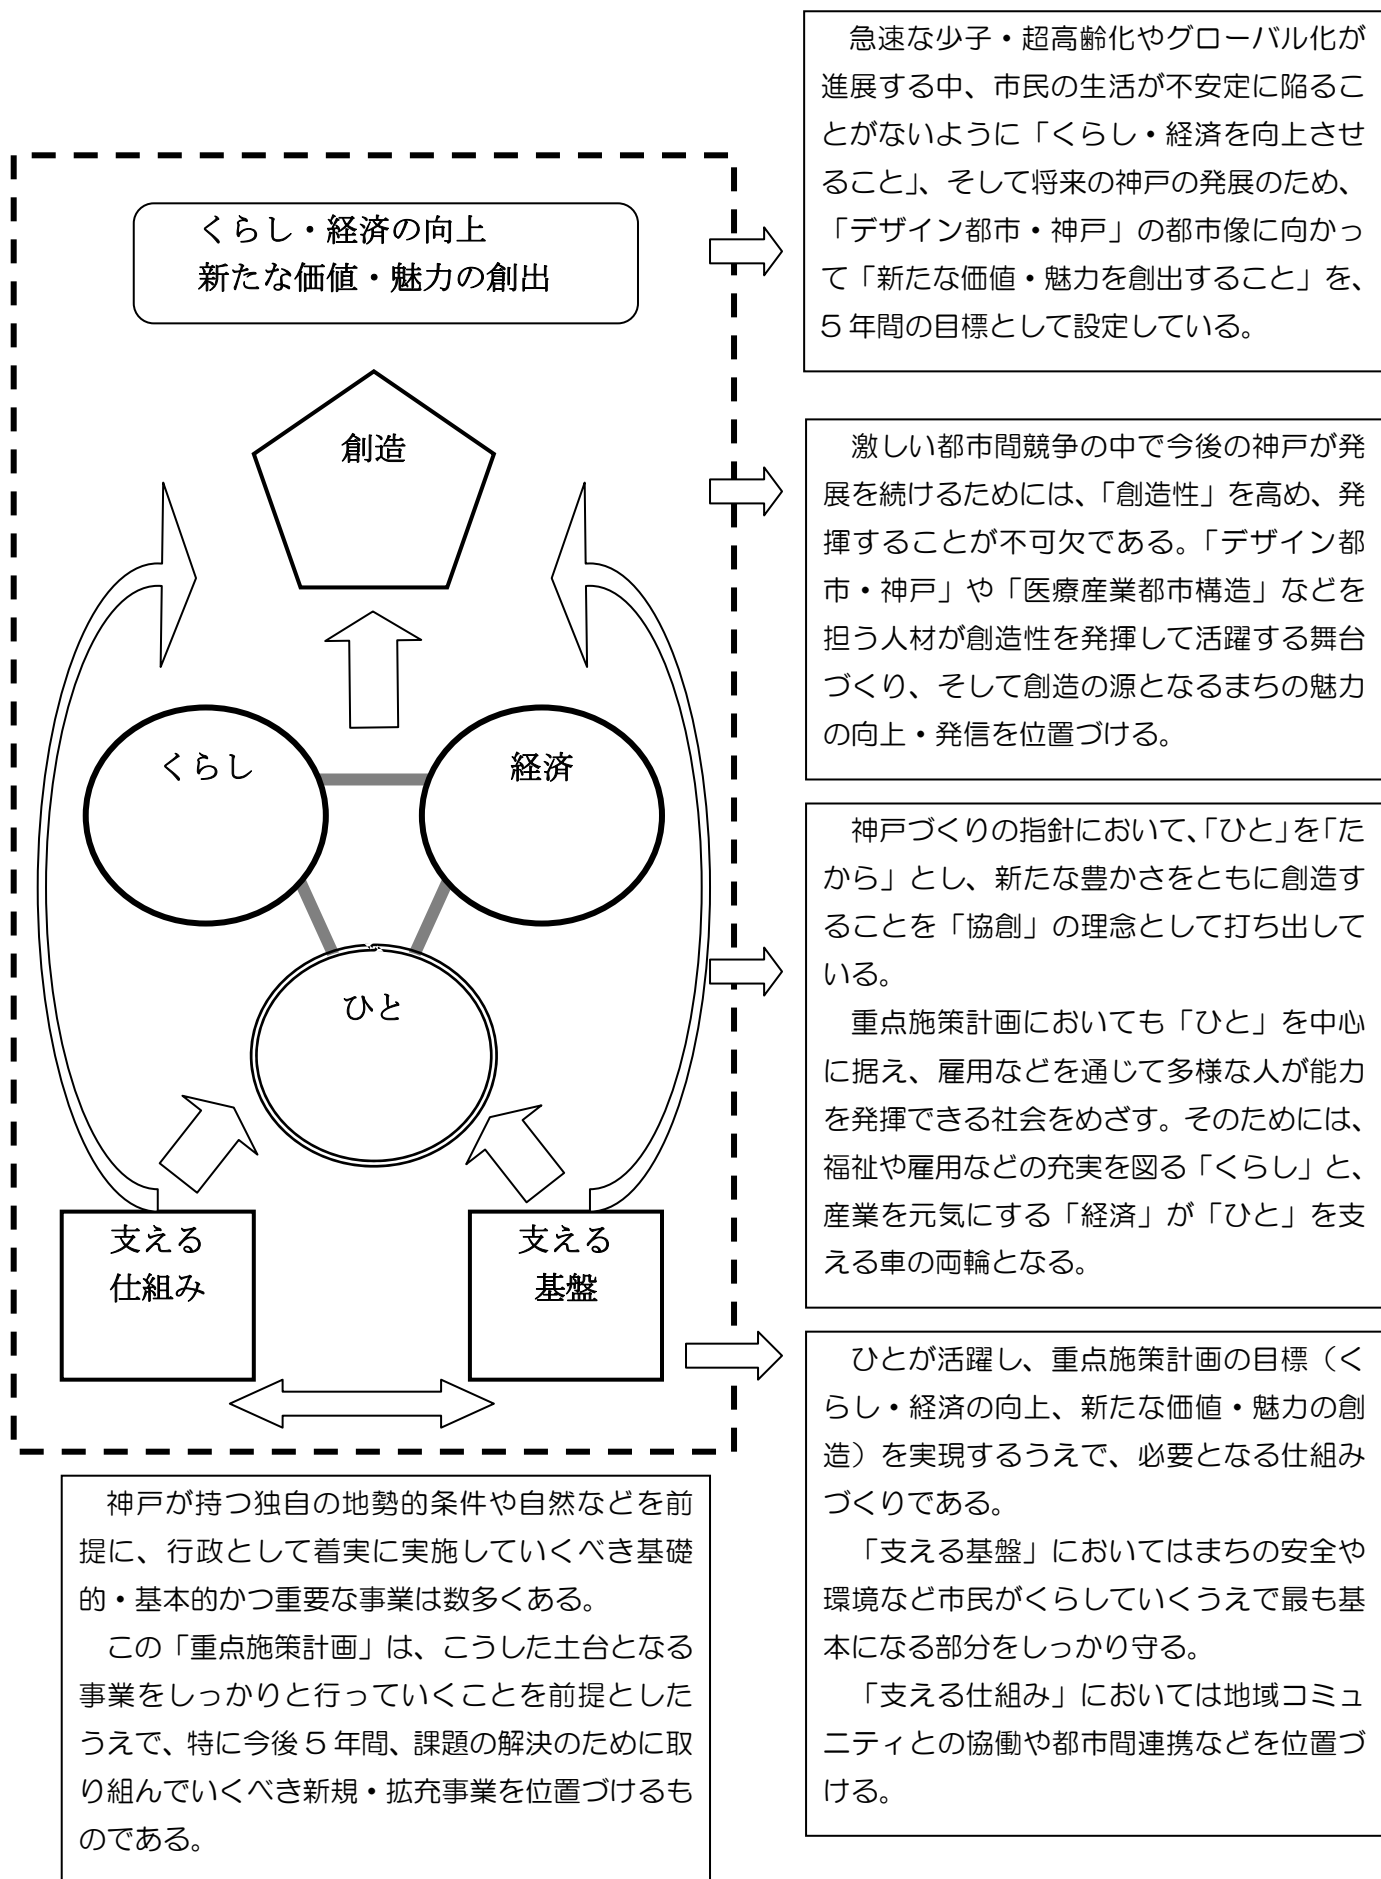 くらし・経済の向上
新たな価値・魅力の創出
創造
くらし
経済
ひと
支える
仕組み
支える
基盤
急速な少子・超高齢化やグローバル化が
進展する中、市民の生活が不安定に陥るこ
とがないように「くらし・経済を向上させ
ること」、そして将来の神戸の発展のため、
「デザイン都市・神戸」の都市像に向かっ
て「新たな価値・魅力を創出すること」を、
5年間の目標として設定している。
激しい都市間競争の中で今後の神戸が発
展を続けるためには、「創造性」を高め、発
揮することが不可欠である。「デザイン都
市・神戸」や「医療産業都市構造」などを
担う人材が創造性を発揮して活躍する舞台
づくり、そして創造の源となるまちの魅力
の向上・発信を位置づける。
神戸づくりの指針において、「ひと」を「た
から」とし、新たな豊かさをともに創造す
ることを「協創」の理念として打ち出して
いる。
重点施策計画においても「ひと」を中心
に据え、雇用などを通じて多様な人が能力
を発揮できる社会をめざす。そのためには、
福祉や雇用などの充実を図る「くらし」と、
産業を元気にする「経済」が「ひと」を支
える車の両輪となる。
ひとが活躍し、重点施策計画の目標（く
らし・経済の向上、新たな価値・魅力の創
造）を実現するうえで、必要となる仕組み
づくりである。
「支える基盤」においてはまちの安全や
環境など市民がくらしていくうえで最も基
本になる部分をしっかり守る。
「支える仕組み」においては地域コミュ
ニティとの協働や都市間連携などを位置づ
ける。
神戸が持つ独自の地勢的条件や自然などを前
提に、行政として着実に実施していくべき基礎
的・基本的かつ重要な事業は数多くある。
この「重点施策計画」は、こうした土台となる
事業をしっかりと行っていくことを前提とした
うえで、特に今後5年間、課題の解決のために取
り組んでいくべき新規・拡充事業を位置づけるも
のである。